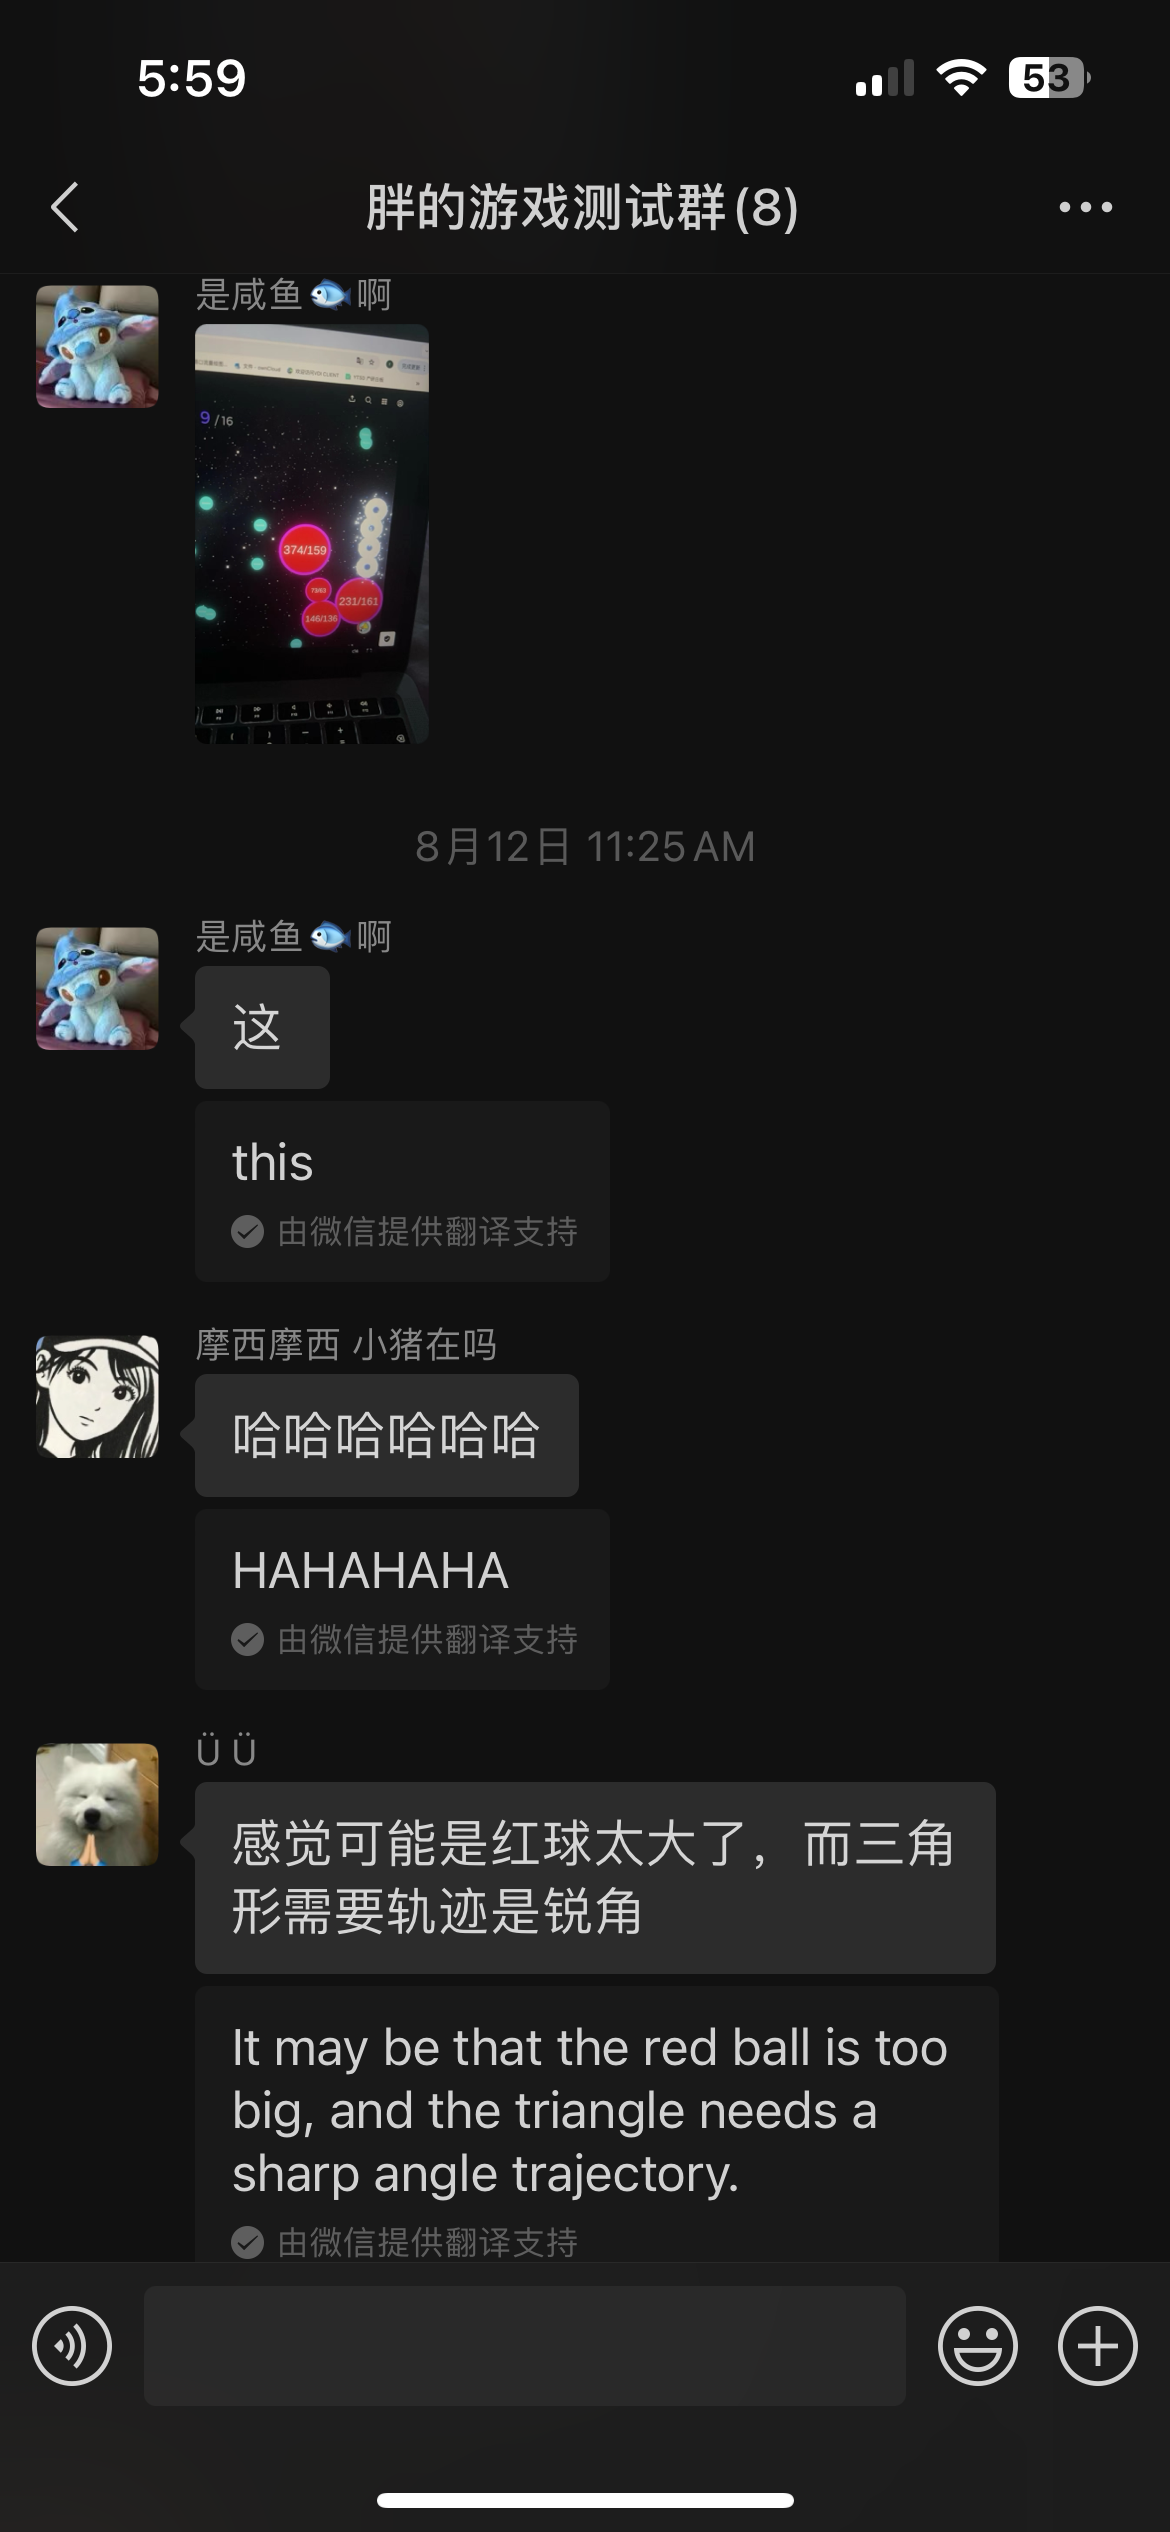 5:59
53
胖的游戏测试群(8)
是咸鱼🐟啊
9/16
374/159
231/161
146/136
8月12日 11:25 AM
是咸鱼🐟啊
这
this
由微信提供翻译支持
摩西摩西 小猪在吗
哈哈哈哈哈哈
HAHAHAHA
由微信提供翻译支持
Ü Ü
感觉可能是红球太大了，而三角
形需要轨迹是锐角
It may be that the red ball is too
big, and the triangle needs a
sharp angle trajectory.
由微信提供翻译支持